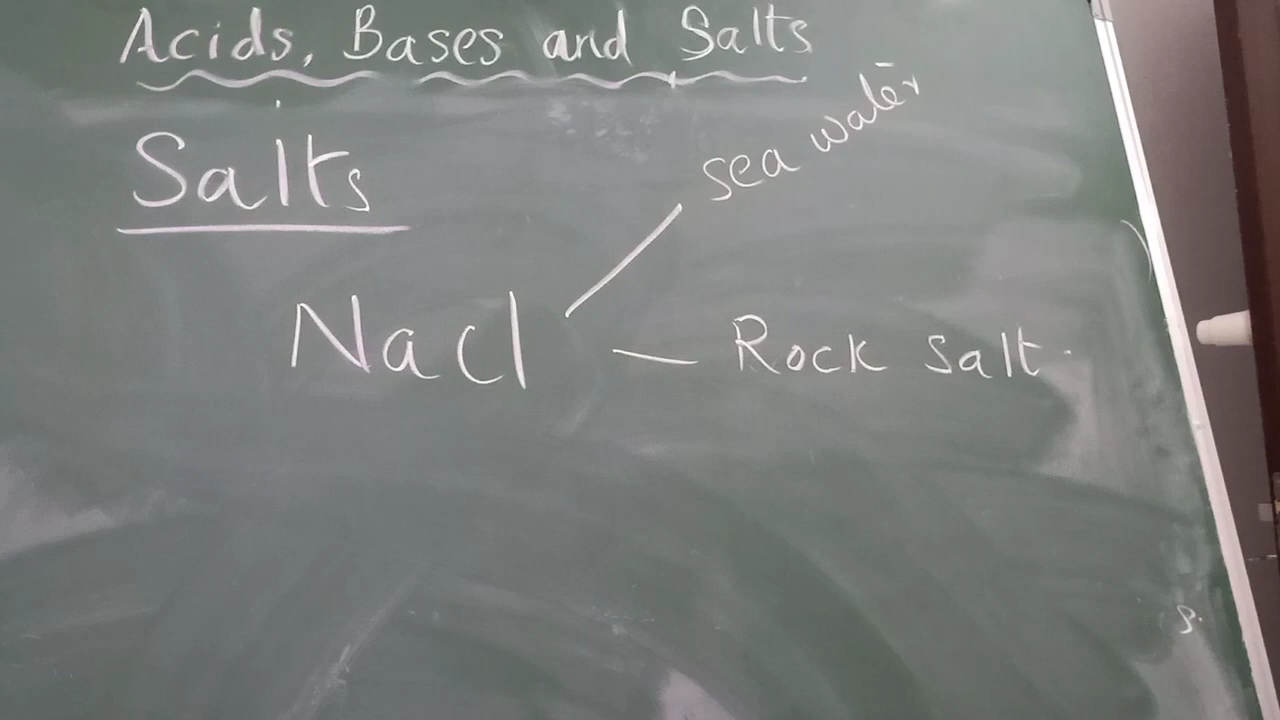 Acids, Bases and Salts
Salts
sea water
Nacl
Rock salt.